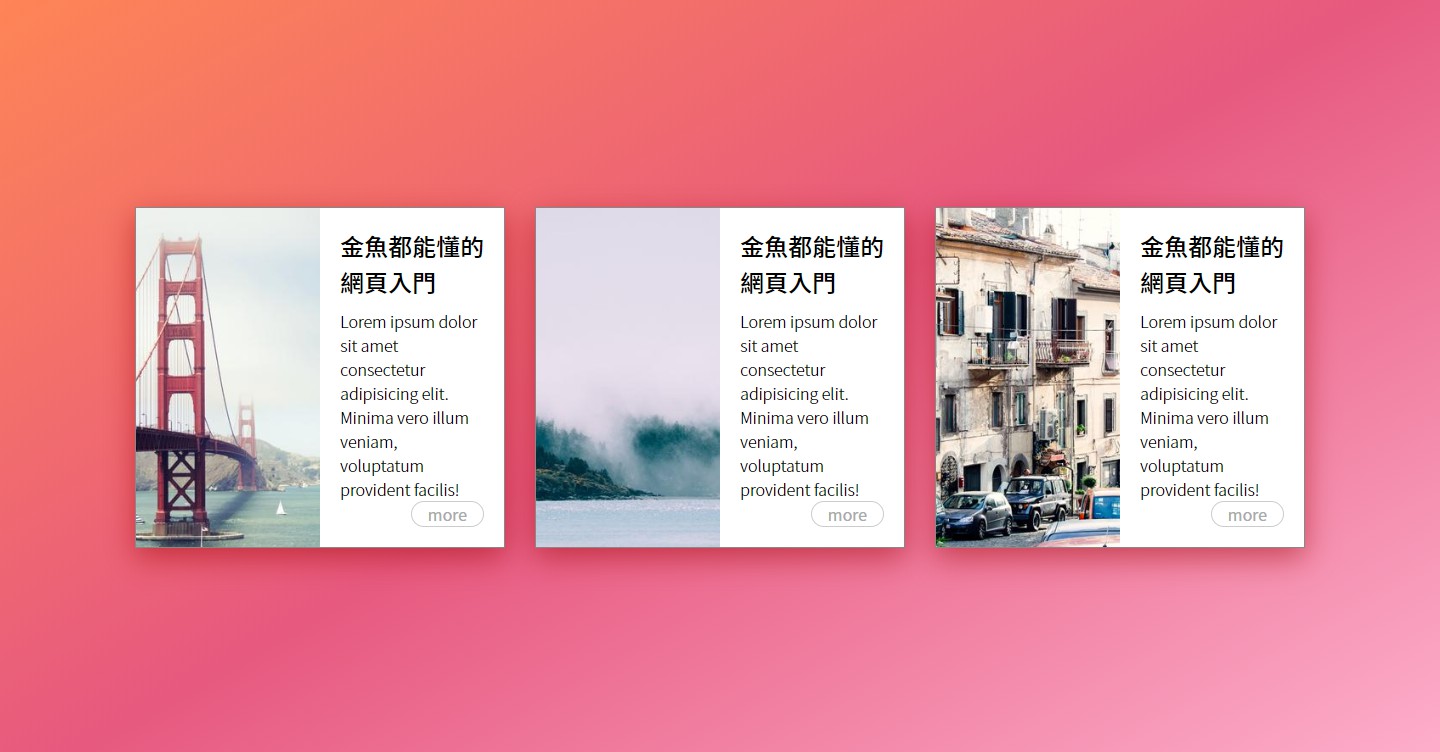 金魚都能懂的
網頁入門
Lorem ipsum dolor
sit amet
consectetur
adipisicing elit.
Minima vero illum
veniam,
voluptatum
provident facilis!
more
金魚都能懂的
網頁入門
Lorem ipsum dolor
sit amet
consectetur
adipisicing elit.
Minima vero illum
veniam,
voluptatum
provident facilis!
more
金魚都能懂的
網頁入門
Lorem ipsum dolor
sit amet
consectetur
adipisicing elit.
Minima vero illum
veniam,
voluptatum
provident facilis!
more